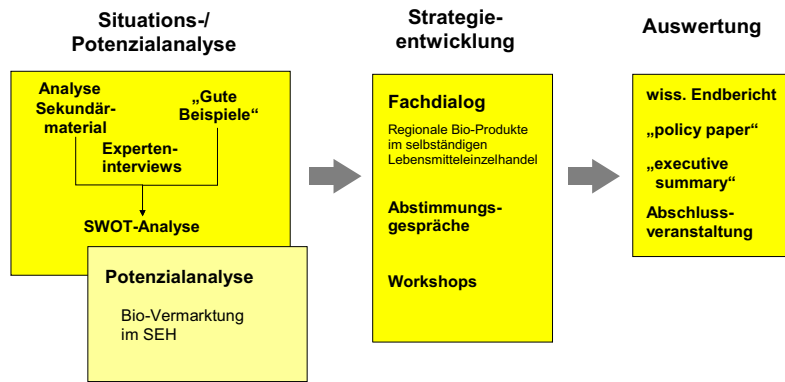 Situations-/
Potenzialanalyse
Analyse
Sekundär-
material
„Gute
Beispiele“
Experten-
interviews
SWOT-Analyse
Potenzialanalyse
Bio-Vermarktung
im SEH
Strategie-
entwicklung
Fachdialog
Regionale Bio-Produkte
im selbständigen
Lebensmitteleinzelhandel
Abstimmungs-
gespräche
Workshops
Auswertung
wiss. Endbericht
„policy paper“
„executive
summary“
Abschluss-
veranstaltung